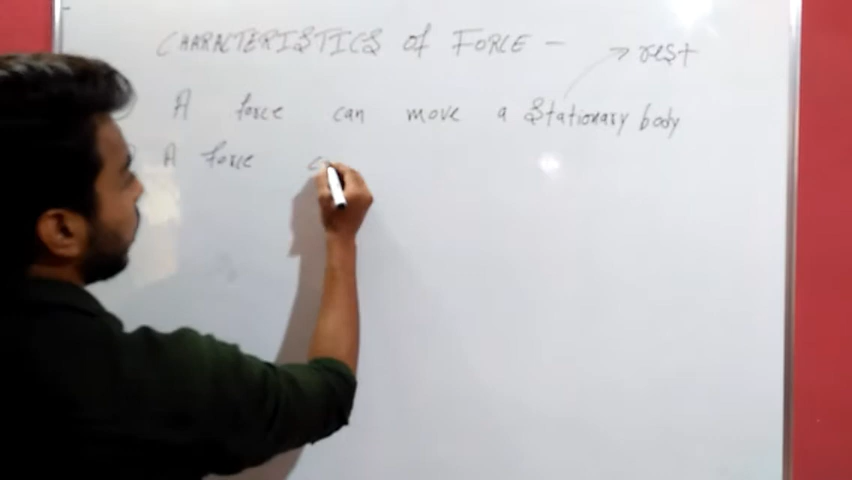 CHARACTERISTICS of FORCE -
→ rest
A force can move a Stationary body
A force